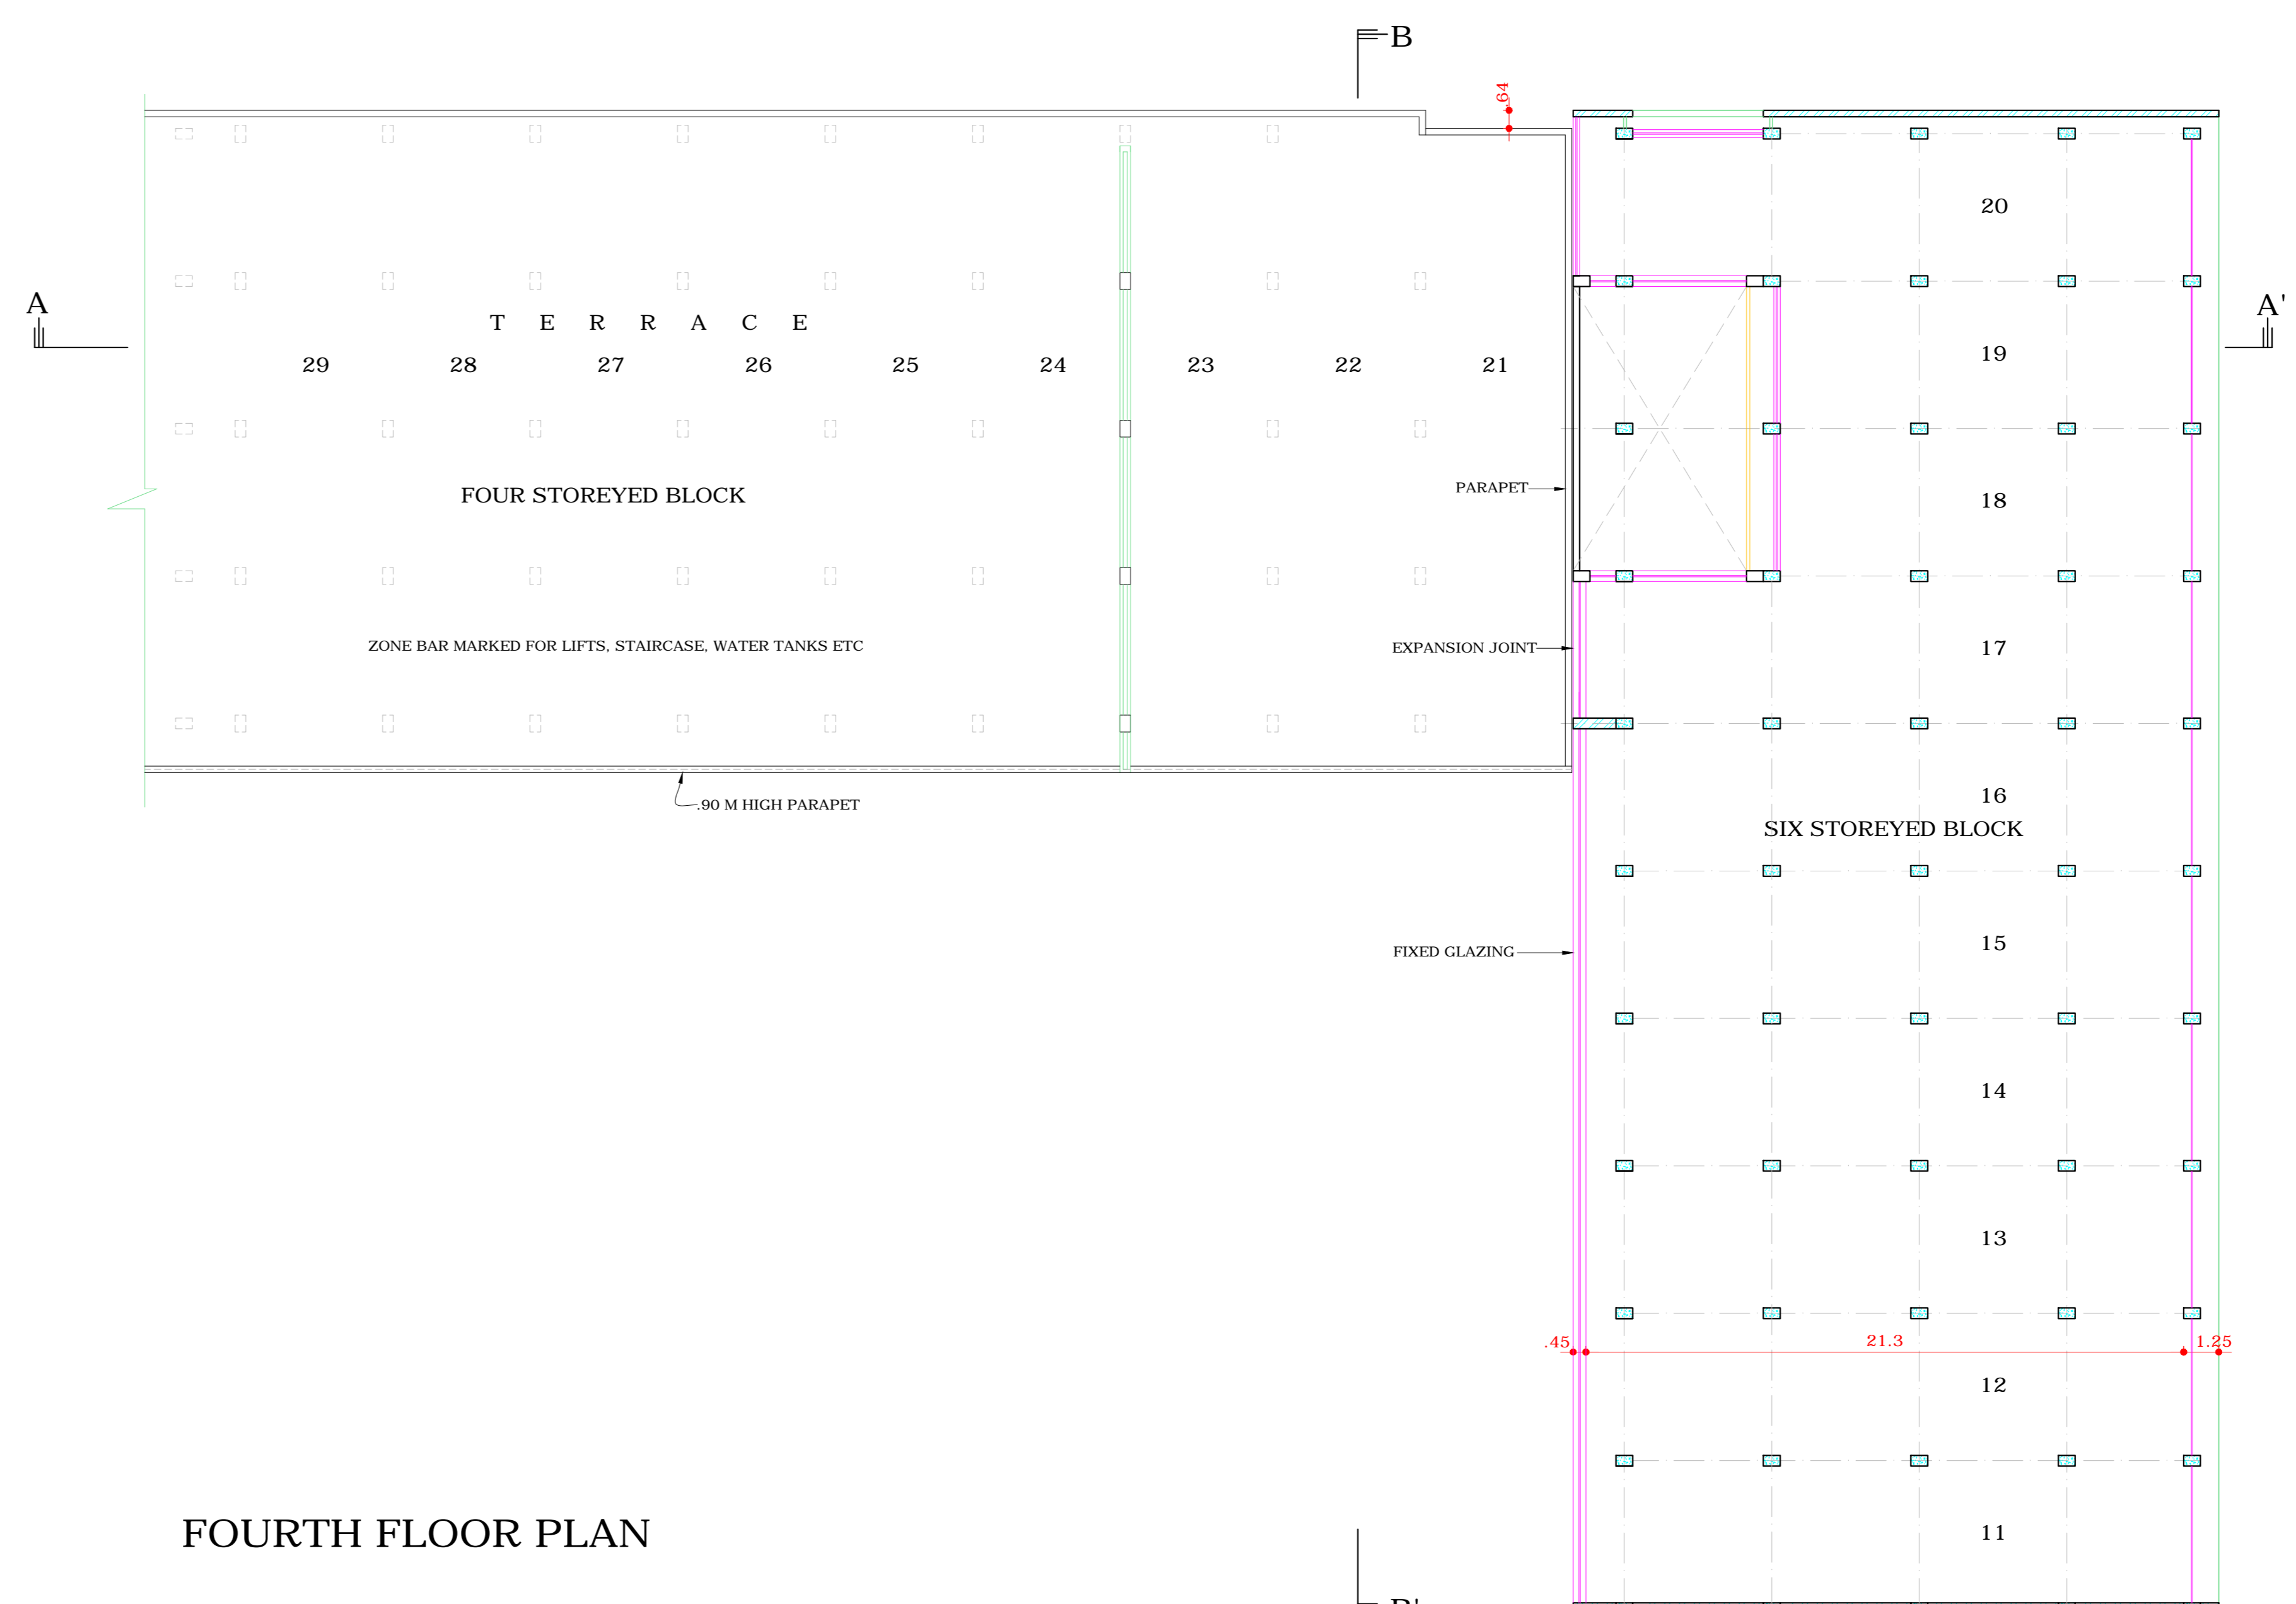 B
.64
20
A
A'
T E R R A C E
19
29 28 27 26 25 24 23 22 21
PARAPET
FOUR STOREYED BLOCK
18
ZONE BAR MARKED FOR LIFTS, STAIRCASE, WATER TANKS ETC
EXPANSION JOINT
17
16
.90 M HIGH PARAPET
SIX STOREYED BLOCK
15
FIXED GLAZING
14
13
.45 21.3 1.25
12
FOURTH FLOOR PLAN
11
B'